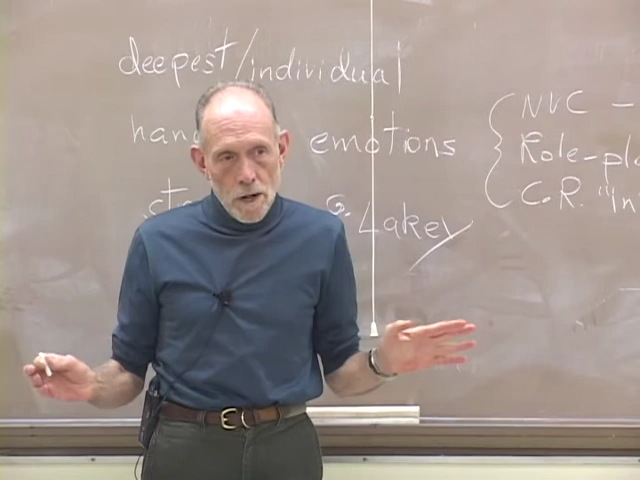 deepest/individual
emotions
G. Lakey
{ NVC –
Role-pla
C.R. "In